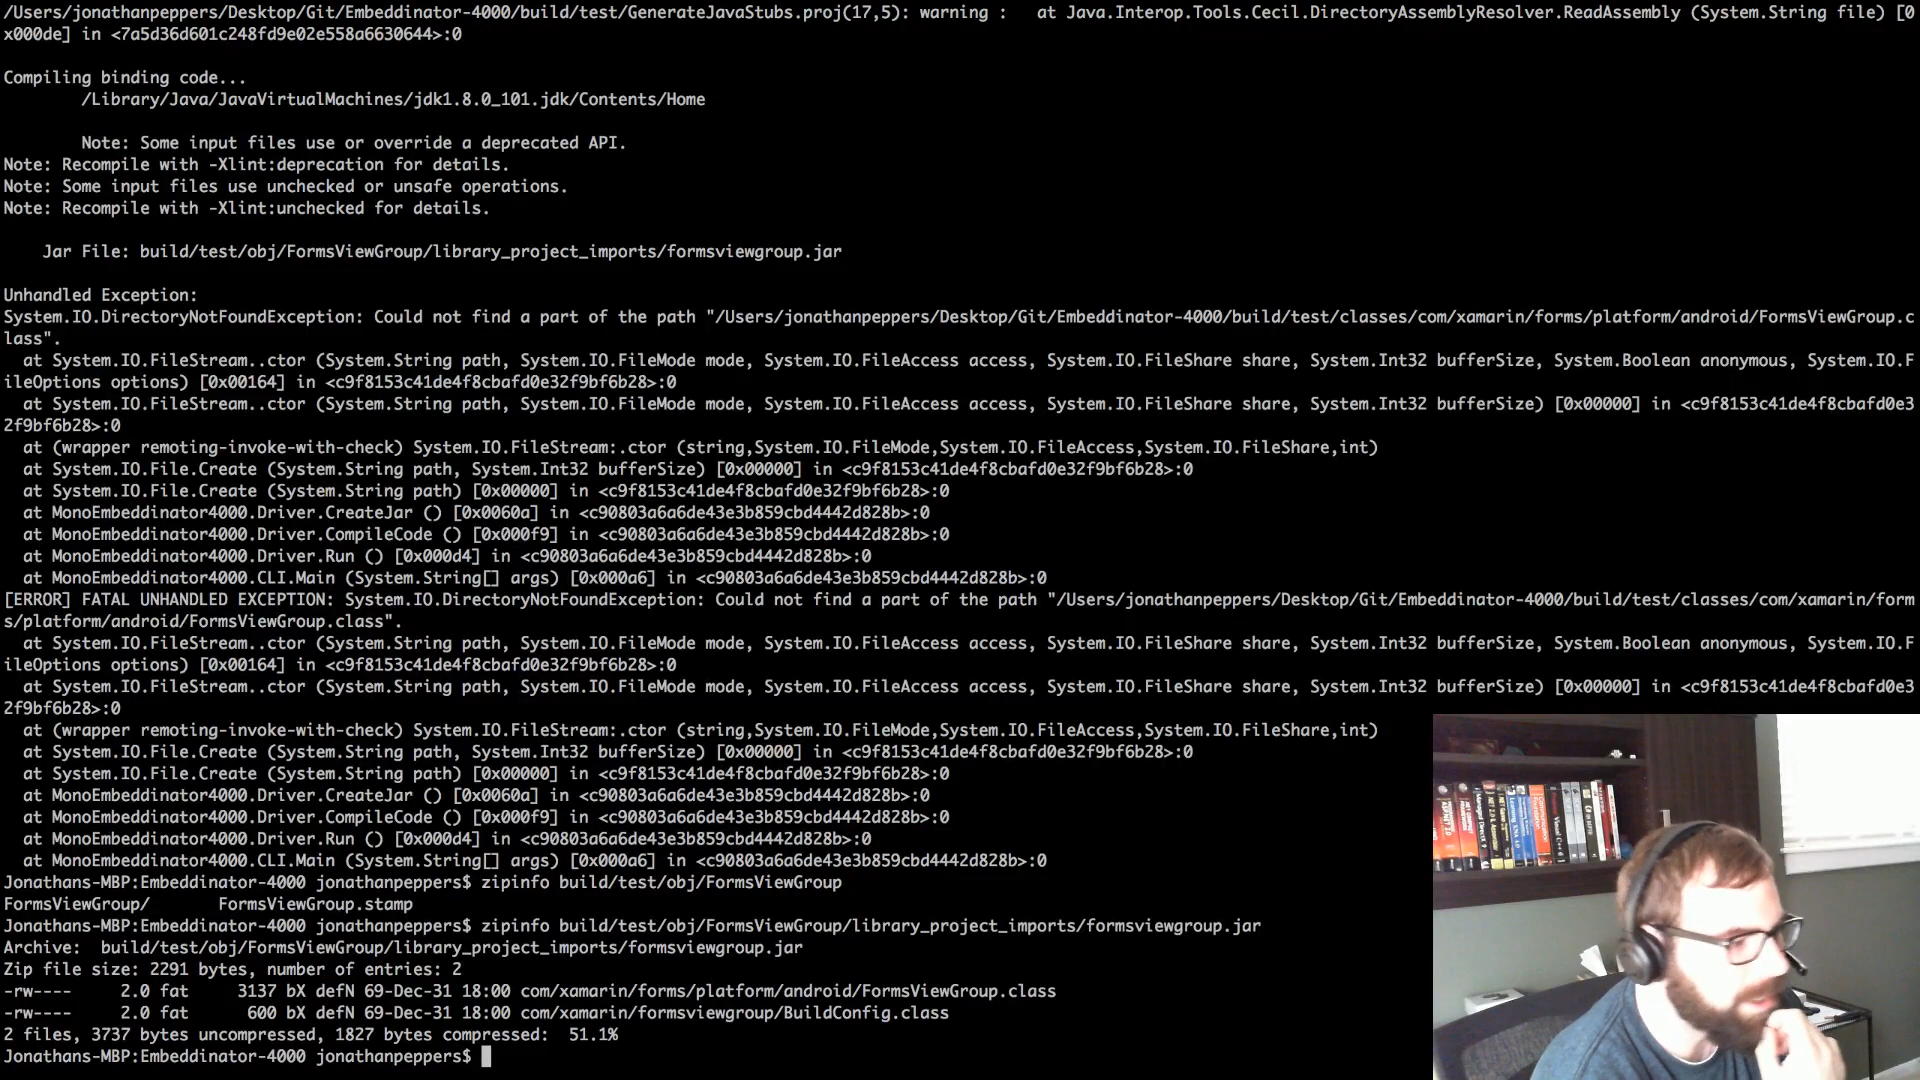 /Users/jonathanpeppers/Desktop/Git/Embeddinator-4000/build/test/GenerateJavaStubs.proj(17,5): warning :   at Java.Interop.Tools.Cecil.DirectoryAssemblyResolver.ReadAssembly (System.String file) [0
x000de] in <7a5d36d601c248fd9e02e558a6630644>:0
Compiling binding code...
/Library/Java/JavaVirtualMachines/jdk1.8.0_101.jdk/Contents/Home
Note: Some input files use or override a deprecated API.
Note: Recompile with -Xlint:deprecation for details.
Note: Some input files use unchecked or unsafe operations.
Note: Recompile with -Xlint:unchecked for details.
Jar File: build/test/obj/FormsViewGroup/library_project_imports/formsviewgroup.jar
Unhandled Exception:
System.IO.DirectoryNotFoundException: Could not find a part of the path "/Users/jonathanpeppers/Desktop/Git/Embeddinator-4000/build/test/classes/com/xamarin/forms/platform/android/FormsViewGroup.c
lass".
at System.IO.FileStream..ctor (System.String path, System.IO.FileMode mode, System.IO.FileAccess access, System.IO.FileShare share, System.Int32 bufferSize, System.Boolean anonymous, System.IO.F
ileOptions options) [0x00164] in <c9f8153c41de4f8cbafd0e32f9bf6b28>:0
at System.IO.FileStream..ctor (System.String path, System.IO.FileMode mode, System.IO.FileAccess access, System.IO.FileShare share, System.Int32 bufferSize) [0x00000] in <c9f8153c41de4f8cbafd0e3
2f9bf6b28>:0
at (wrapper remoting-invoke-with-check) System.IO.FileStream:.ctor (string,System.IO.FileMode,System.IO.FileAccess,System.IO.FileShare,int)
at System.IO.File.Create (System.String path, System.Int32 bufferSize) [0x00000] in <c9f8153c41de4f8cbafd0e32f9bf6b28>:0
at System.IO.File.Create (System.String path) [0x00000] in <c9f8153c41de4f8cbafd0e32f9bf6b28>:0
at MonoEmbeddinator4000.Driver.CreateJar () [0x0060a] in <c90803a6a6de43e3b859cbd4442d828b>:0
at MonoEmbeddinator4000.Driver.CompileCode () [0x000f9] in <c90803a6a6de43e3b859cbd4442d828b>:0
at MonoEmbeddinator4000.Driver.Run () [0x000d4] in <c90803a6a6de43e3b859cbd4442d828b>:0
at MonoEmbeddinator4000.CLI.Main (System.String[] args) [0x000a6] in <c90803a6a6de43e3b859cbd4442d828b>:0
[ERROR] FATAL UNHANDLED EXCEPTION: System.IO.DirectoryNotFoundException: Could not find a part of the path "/Users/jonathanpeppers/Desktop/Git/Embeddinator-4000/build/test/classes/com/xamarin/form
s/platform/android/FormsViewGroup.class".
at System.IO.FileStream..ctor (System.String path, System.IO.FileMode mode, System.IO.FileAccess access, System.IO.FileShare share, System.Int32 bufferSize, System.Boolean anonymous, System.IO.F
ileOptions options) [0x00164] in <c9f8153c41de4f8cbafd0e32f9bf6b28>:0
at System.IO.FileStream..ctor (System.String path, System.IO.FileMode mode, System.IO.FileAccess access, System.IO.FileShare share, System.Int32 bufferSize) [0x00000] in <c9f8153c41de4f8cbafd0e3
2f9bf6b28>:0
at (wrapper remoting-invoke-with-check) System.IO.FileStream:.ctor (string,System.IO.FileMode,System.IO.FileAccess,System.IO.FileShare,int)
at System.IO.File.Create (System.String path, System.Int32 bufferSize) [0x00000] in <c9f8153c41de4f8cbafd0e32f9bf6b28>:0
at System.IO.File.Create (System.String path) [0x00000] in <c9f8153c41de4f8cbafd0e32f9bf6b28>:0
at MonoEmbeddinator4000.Driver.CreateJar () [0x0060a] in <c90803a6a6de43e3b859cbd4442d828b>:0
at MonoEmbeddinator4000.Driver.CompileCode () [0x000f9] in <c90803a6a6de43e3b859cbd4442d828b>:0
at MonoEmbeddinator4000.Driver.Run () [0x000d4] in <c90803a6a6de43e3b859cbd4442d828b>:0
at MonoEmbeddinator4000.CLI.Main (System.String[] args) [0x000a6] in <c90803a6a6de43e3b859cbd4442d828b>:0
Jonathans-MBP:Embeddinator-4000 jonathanpeppers$ zipinfo build/test/obj/FormsViewGroup
FormsViewGroup/       FormsViewGroup.stamp
Jonathans-MBP:Embeddinator-4000 jonathanpeppers$ zipinfo build/test/obj/FormsViewGroup/library_project_imports/formsviewgroup.jar
Archive:  build/test/obj/FormsViewGroup/library_project_imports/formsviewgroup.jar
Zip file size: 2291 bytes, number of entries: 2
-rw----     2.0 fat     3137 bX defN 69-Dec-31 18:00 com/xamarin/forms/platform/android/FormsViewGroup.class
-rw----     2.0 fat      600 bX defN 69-Dec-31 18:00 com/xamarin/formsviewgroup/BuildConfig.class
2 files, 3737 bytes uncompressed, 1827 bytes compressed:  51.1%
Jonathans-MBP:Embeddinator-4000 jonathanpeppers$